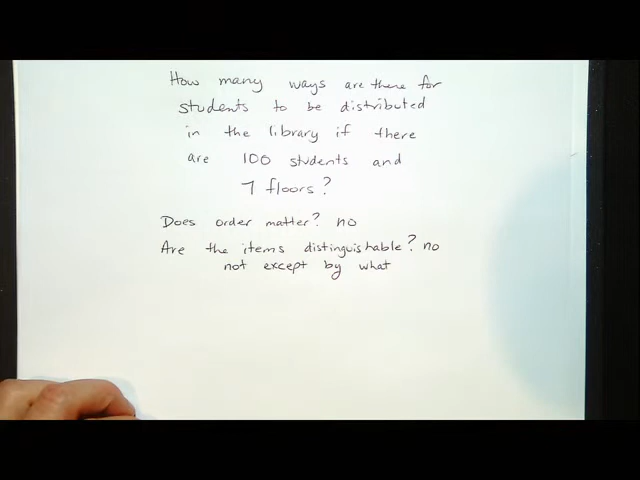 How many ways are there for
students to be distributed
in the library if there
are 100 students and
7 floors?
Does order matter? no
Are the items distinguishable? no
not except by what